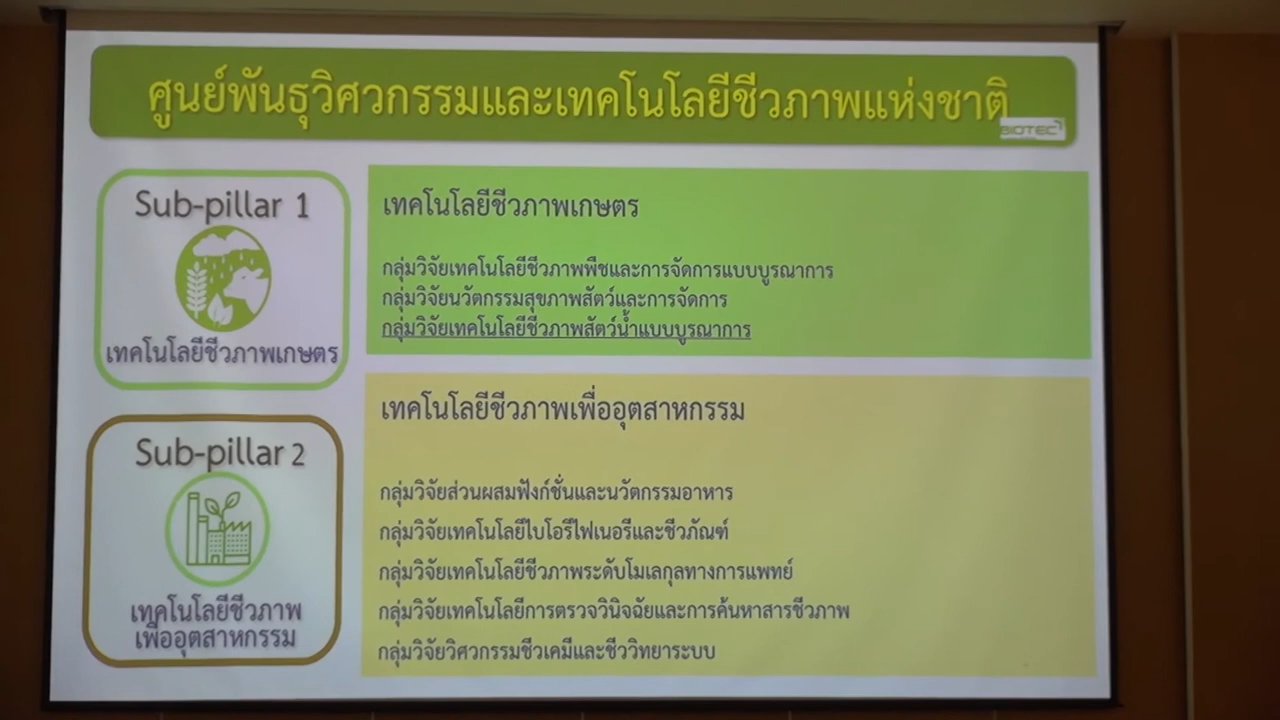 ศูนย์พันธุวิศวกรรมและเทคโนโลยีชีวภาพแห่งชาติ
BIOTEC
Sub-pillar 1
เทคโนโลยีชีวภาพเกษตร
เทคโนโลยีชีวภาพเกษตร
กลุ่มวิจัยเทคโนโลยีชีวภาพพืชและการจัดการแบบบูรณาการ
กลุ่มวิจัยนวัตกรรมสุขภาพสัตว์และการจัดการ
กลุ่มวิจัยเทคโนโลยีชีวภาพสัตว์น้ำแบบบูรณาการ
Sub-pillar 2
เทคโนโลยีชีวภาพ
เพื่ออุตสาหกรรม
เทคโนโลยีชีวภาพเพื่ออุตสาหกรรม
กลุ่มวิจัยส่วนผสมฟังก์ชั่นและนวัตกรรมอาหาร
กลุ่มวิจัยเทคโนโลยีไบโอรีไฟเนอรีและชีวภัณฑ์
กลุ่มวิจัยเทคโนโลยีชีวภาพระดับโมเลกุลทางการแพทย์
กลุ่มวิจัยเทคโนโลยีการตรวจวินิจฉัยและการค้นหาสารชีวภาพ
กลุ่มวิจัยวิศวกรรมชีวเคมีและชีววิทยาระบบ